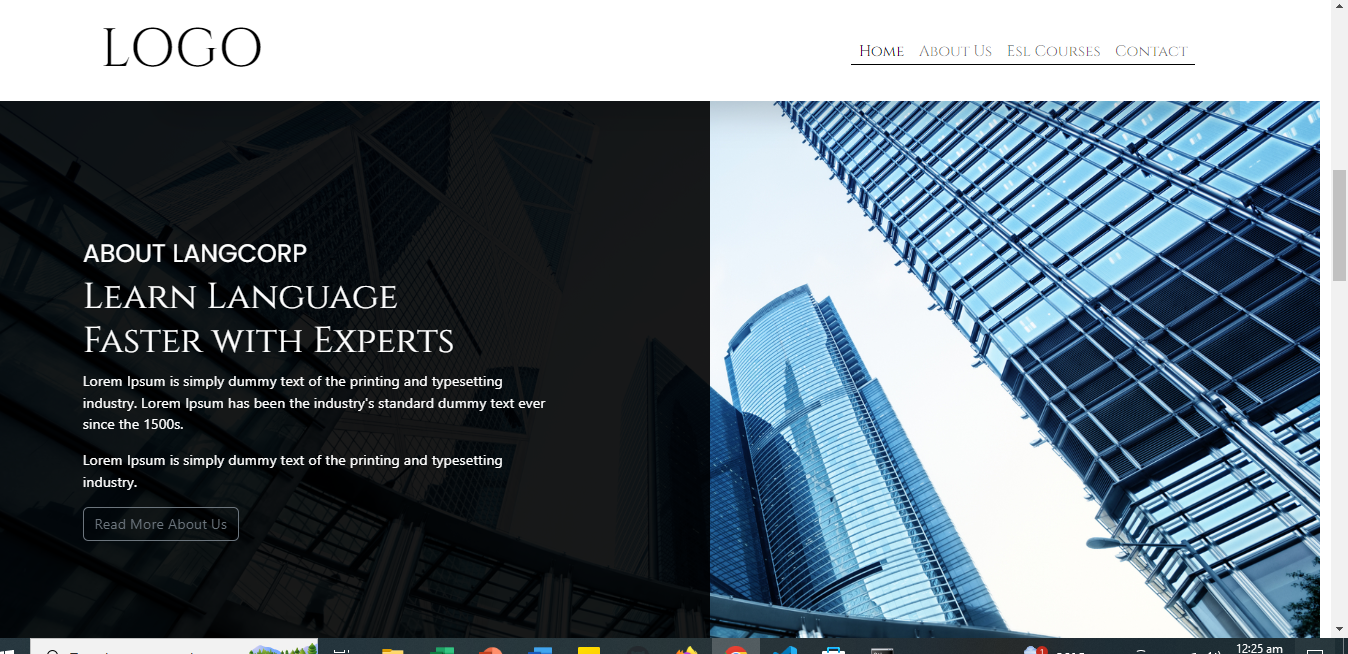 LOGO
Home About Us Esl Courses Contact
ABOUT LANGCORP
Learn Language
Faster with Experts
Lorem Ipsum is simply dummy text of the printing and typesetting
industry. Lorem Ipsum has been the industry's standard dummy text ever
since the 1500s.
Lorem Ipsum is simply dummy text of the printing and typesetting
industry.
Read More About Us
1
12:25 am